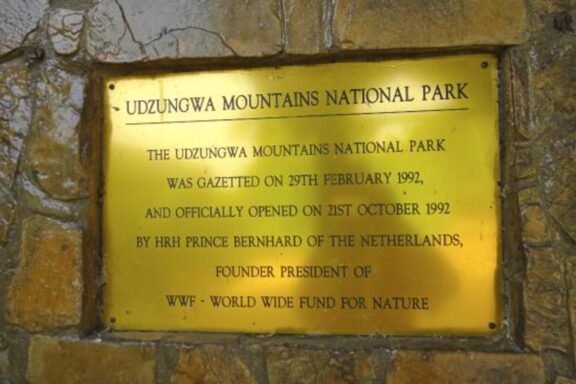 UDZUNGWA MOUNTAINS NATIONAL PARK
THE UDZUNGWA MOUNTAINS NATIONAL PARK
WAS GAZETTED ON 29TH FEBRUARY 1992,
AND OFFICIALLY OPENED ON 21ST OCTOBER 1992
BY HRH PRINCE BERNHARD OF THE NETHERLANDS,
FOUNDER PRESIDENT OF
WWF - WORLD WIDE FUND FOR NATURE